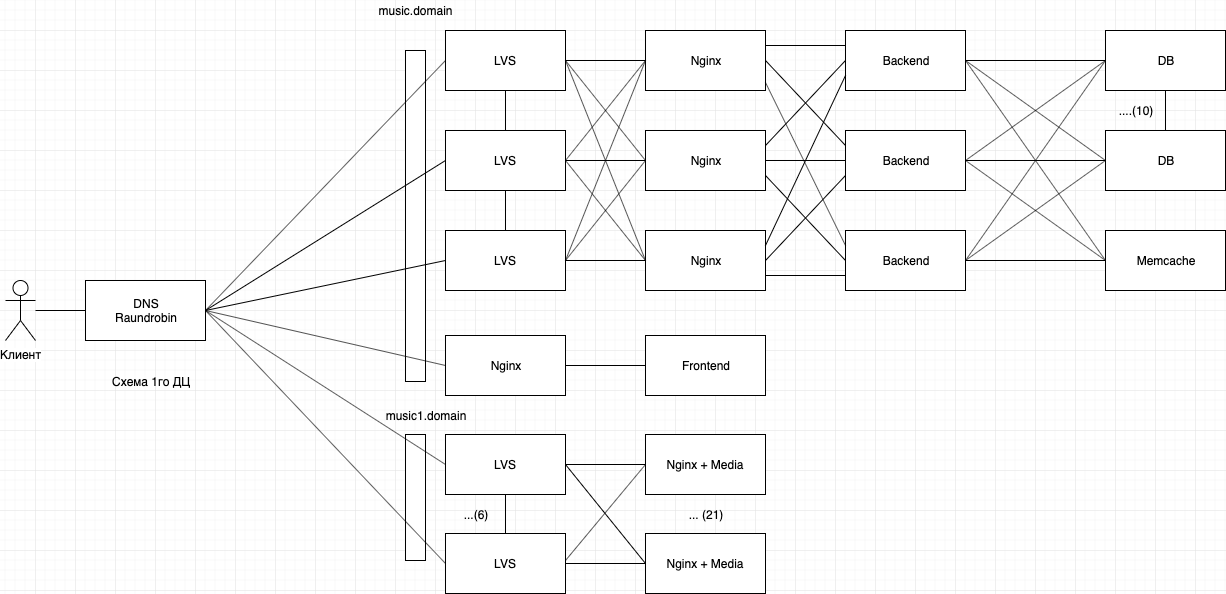 music.domain
LVS
Nginx
Backend
DB
....(10)
LVS
Nginx
Backend
DB
LVS
Nginx
Backend
Memcache
DNS
Raundrobin
Клиент
Схема 1го ДЦ
Nginx
Frontend
music1.domain
LVS
Nginx + Media
...(6)
... (21)
LVS
Nginx + Media